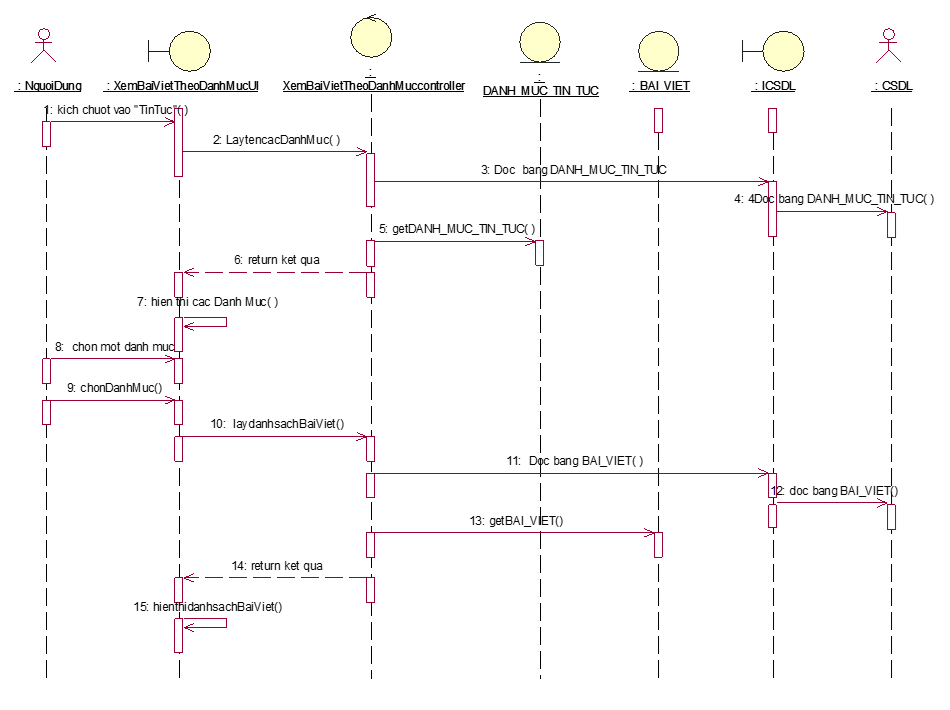 : NguoiDung
: XemBaiVietTheoDanhMucUI
:
XemBaiVietTheoDanhMuccontroller
:
DANH_MUC_TIN_TUC
: BAI_VIET
: ICSDL
: CSDL
1: kich chuot vao "TinTuc"( )
2: LaytencacDanhMuc( )
3: Doc bang DANH_MUC_TIN_TUC
4: 4Doc bang DANH_MUC_TIN_TUC( )
5: getDANH_MUC_TIN_TUC( )
6: return ket qua
7: hien thi cac Danh Muc( )
8: chon mot danh muc
9: chonDanhMuc()
10: laydanhsachBaiViet()
11: Doc bang BAI_VIET( )
12: doc bang BAI_VIET()
13: getBAI_VIET()
14: return ket qua
15: hienthidanhsachBaiViet()